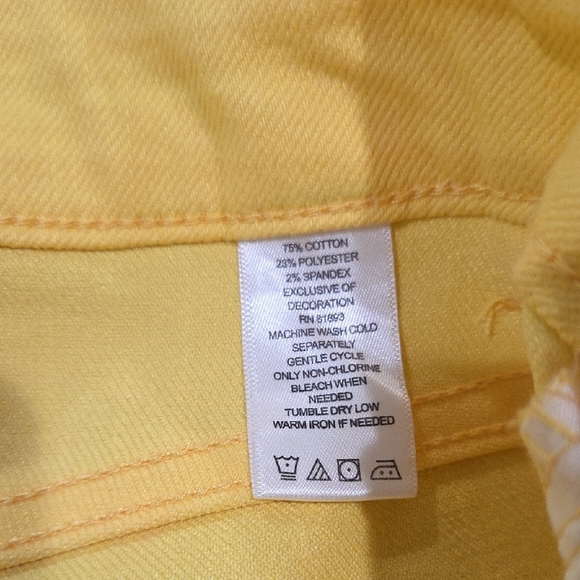 75% COTTON
23% POLYESTER
2% SPANDEX
EXCLUSIVE OF
DECORATION
RN 81693
MACHINE WASH COLD
SEPARATELY
GENTLE CYCLE
ONLY NON-CHLORINE
BLEACH WHEN
NEEDED
TUMBLE DRY LOW
WARM IRON IF NEEDED